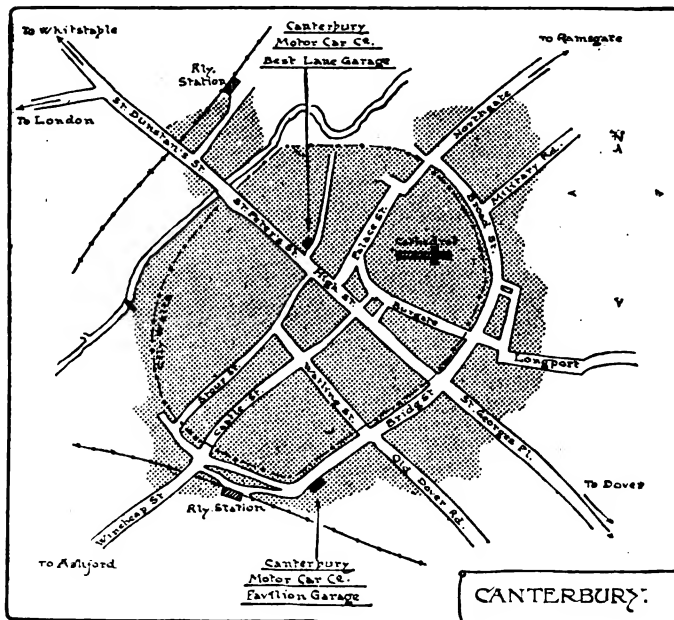 To Whitstable
Canterbury
Motor Car Co.
Best Lane Garage
To Ramsgate
Rly.
Station
To London
St. Dunstan's St.
Northgate
Military Rd.
N
Broad St.
St. Peter's St.
Palace St.
Cathedral
High St.
City Walls
Burgate
Longport
Stour St.
Castle St.
Watling St.
Bridge St.
St. Georges Pl.
Old Dover Rd.
To Dover
Wincheap St.
Rly. Station
To Ashford
Canterbury
Motor Car Co.
Pavilion Garage
CANTERBURY.